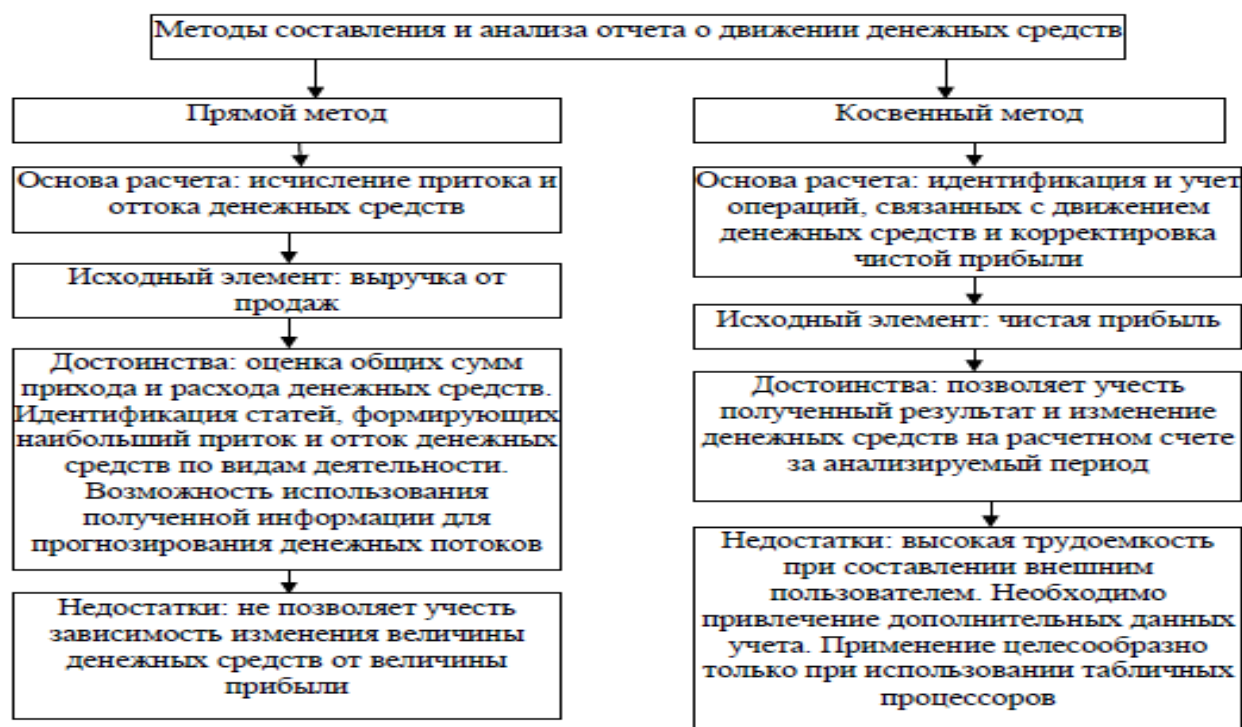 Методы составления и анализа отчета о движении денежных средств
Прямой метод
Основа расчета: исчисление притока и
оттока денежных средств
Исходный элемент: выручка от
продаж
Достоинства: оценка общих сумм
прихода и расхода денежных средств.
Идентификация статей, формирующих
наибольший приток и отток денежных
средств по видам деятельности.
Возможность использования
полученной информации для
прогнозирования денежных потоков
Недостатки: не позволяет учесть
зависимость изменения величины
денежных средств от величины
прибыли
Косвенный метод
Основа расчета: идентификация и учет
операций, связанных с движением
денежных средств и корректировка
чистой прибыли
Исходный элемент: чистая прибыль
Достоинства: позволяет учесть
полученный результат и изменение
денежных средств на расчетном счете
за анализируемый период
Недостатки: высокая трудоемкость
при составлении внешним
пользователем. Необходимо
привлечение дополнительных данных
учета. Применение целесообразно
только при использовании табличных
процессоров